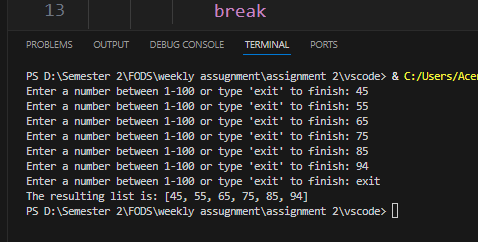 13 break
PROBLEMS OUTPUT DEBUG CONSOLE TERMINAL PORTS
PS D:\Semester 2\FODS\weekly assugnment\assignment 2\vscode> & C:/Users/Acer
Enter a number between 1-100 or type 'exit' to finish: 45
Enter a number between 1-100 or type 'exit' to finish: 55
Enter a number between 1-100 or type 'exit' to finish: 65
Enter a number between 1-100 or type 'exit' to finish: 75
Enter a number between 1-100 or type 'exit' to finish: 85
Enter a number between 1-100 or type 'exit' to finish: 94
Enter a number between 1-100 or type 'exit' to finish: exit
The resulting list is: [45, 55, 65, 75, 85, 94]
PS D:\Semester 2\FODS\weekly assugnment\assignment 2\vscode>